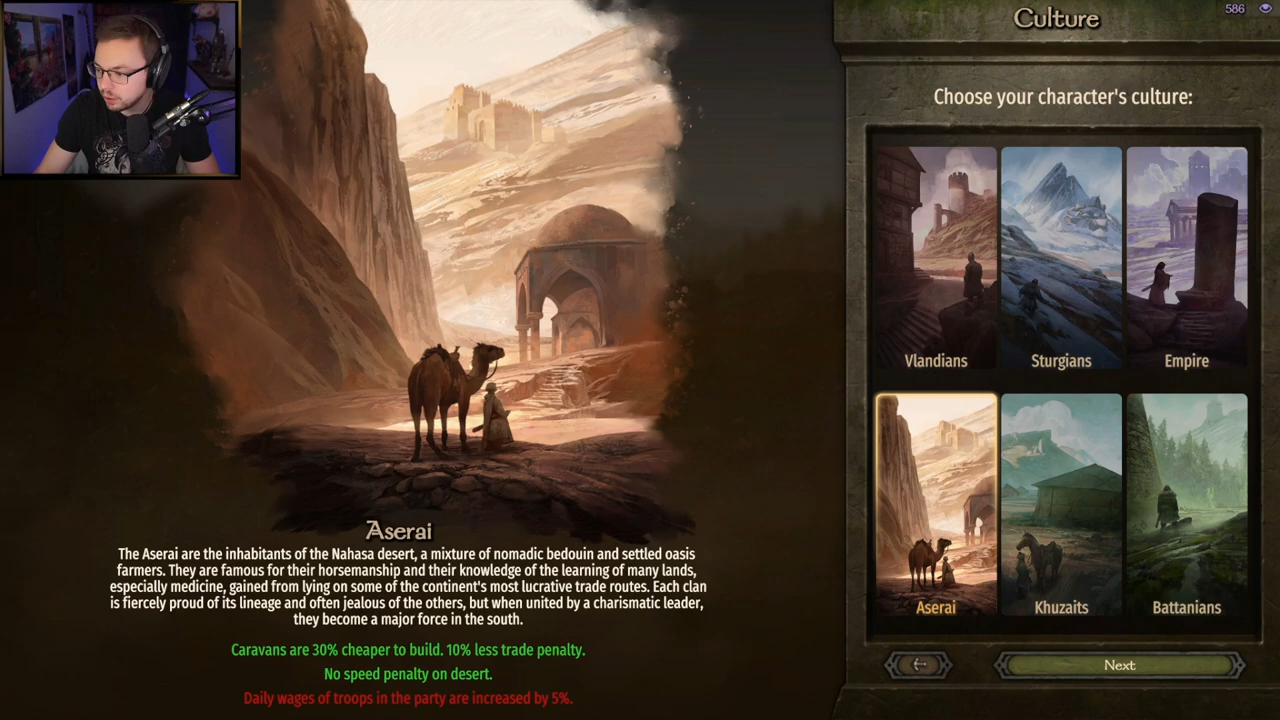 586
Culture
Choose your character's culture:
Vlandians
Sturgians
Empire
Aserai
Khuzaits
Battanians
Next
Aserai
The Aserai are the inhabitants of the Nahasa desert, a mixture of nomadic bedouin and settled oasis
farmers. They are famous for their horsemanship and their knowledge of the learning of many lands,
especially medicine, gained from lying on some of the continent's most lucrative trade routes. Each clan
is fiercely proud of its lineage and often jealous of the others, but when united by a charismatic leader,
they become a major force in the south.
Caravans are 30% cheaper to build. 10% less trade penalty.
No speed penalty on desert.
Daily wages of troops in the party are increased by 5%.